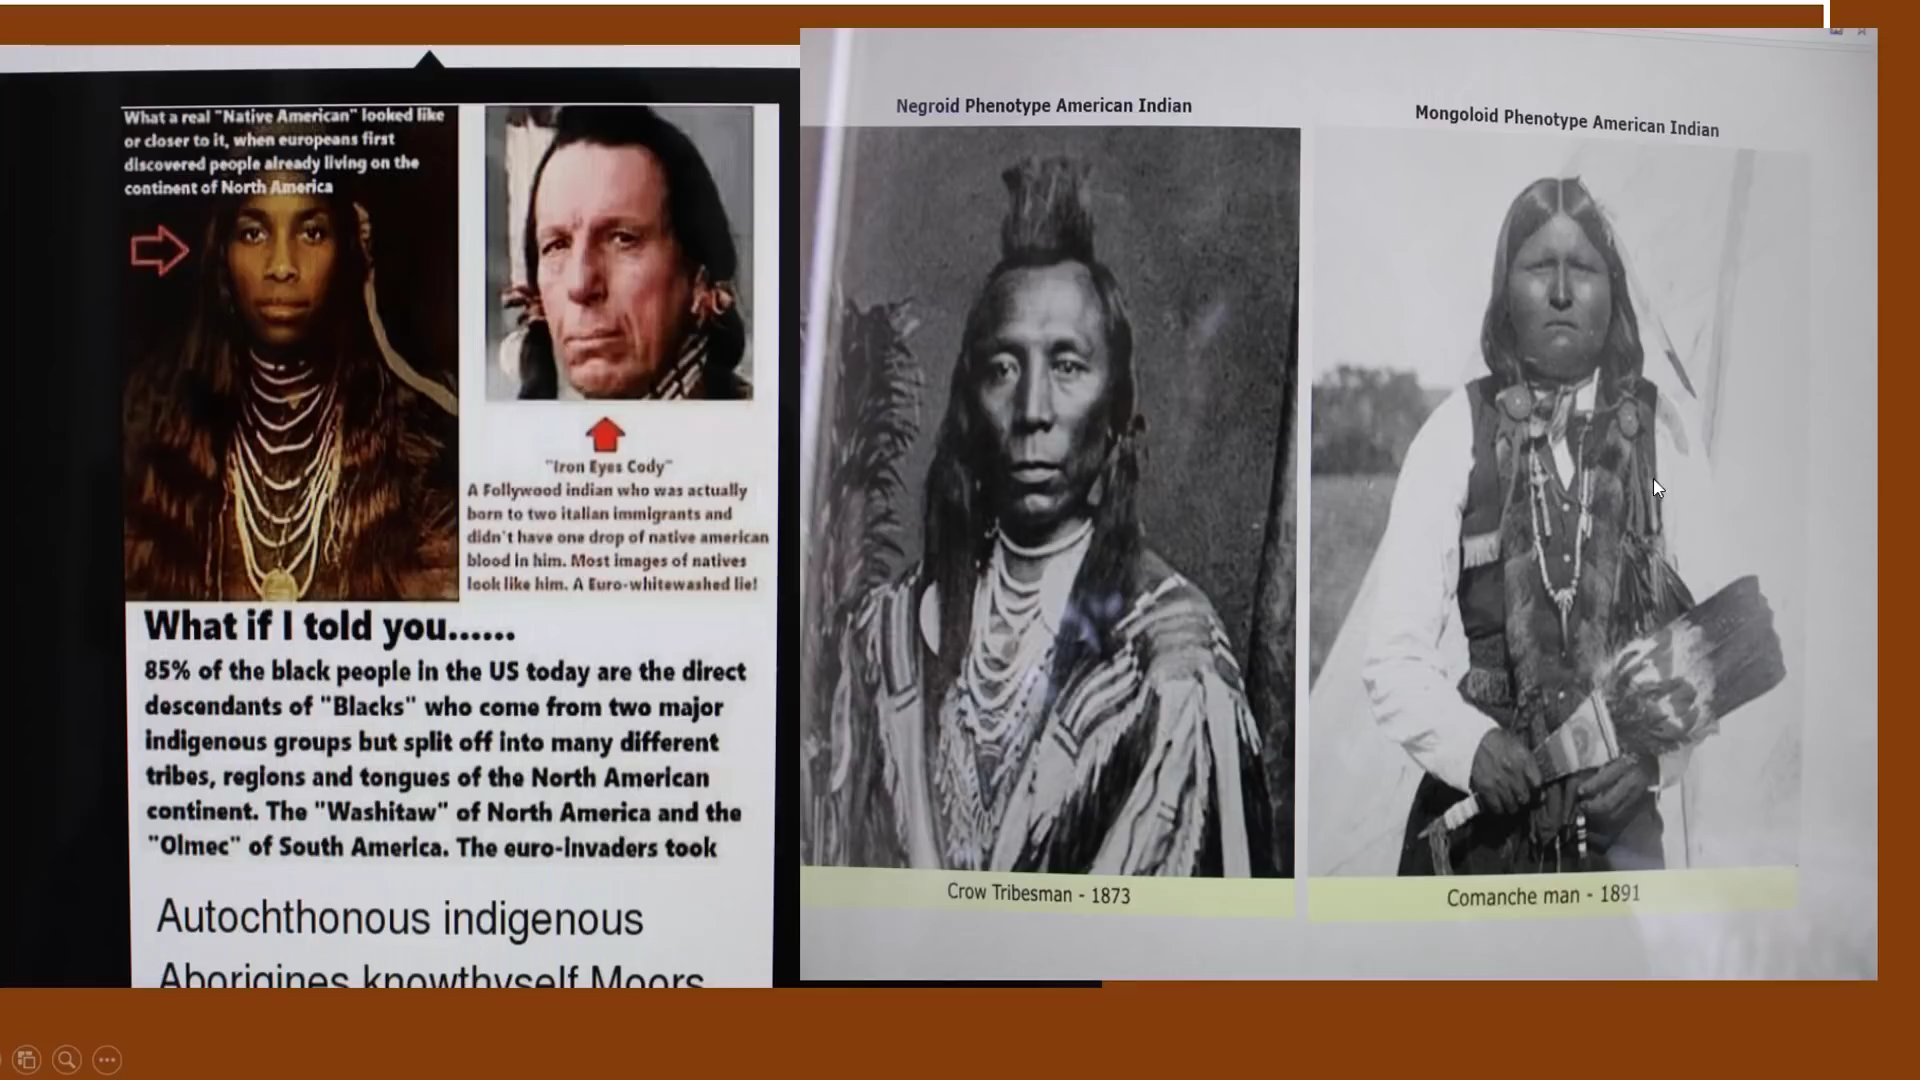 What a real "Native American" looked like
or closer to it, when europeans first
discovered people already living on the
continent of North America
"Iron Eyes Cody"
A Follywood indian who was actually
born to two italian immigrants and
didn't have one drop of native american
blood in him. Most images of natives
look like him. A Euro-whitewashed lie!
What if I told you......
85% of the black people in the US today are the direct
descendants of "Blacks" who come from two major
indigenous groups but split off into many different
tribes, regions and tongues of the North American
continent. The "Washitaw" of North America and the
"Olmec" of South America. The euro-invaders took
Autochthonous indigenous
Aborigines knowthyself Moors
Negroid Phenotype American Indian
Crow Tribesman - 1873
Mongoloid Phenotype American Indian
Comanche man - 1891